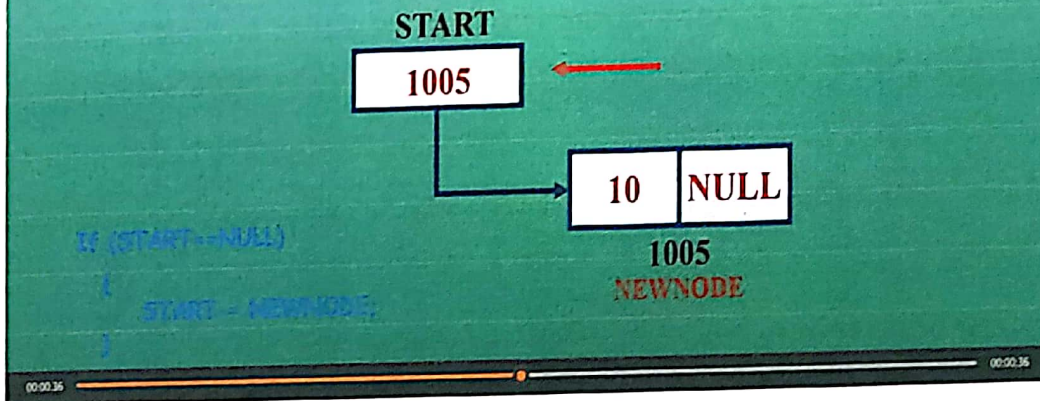 START
1005
10 NULL
1005
NEWNODE
If (START==NULL)
{
START = NEWNODE;
}
00:00:36 00:00:36